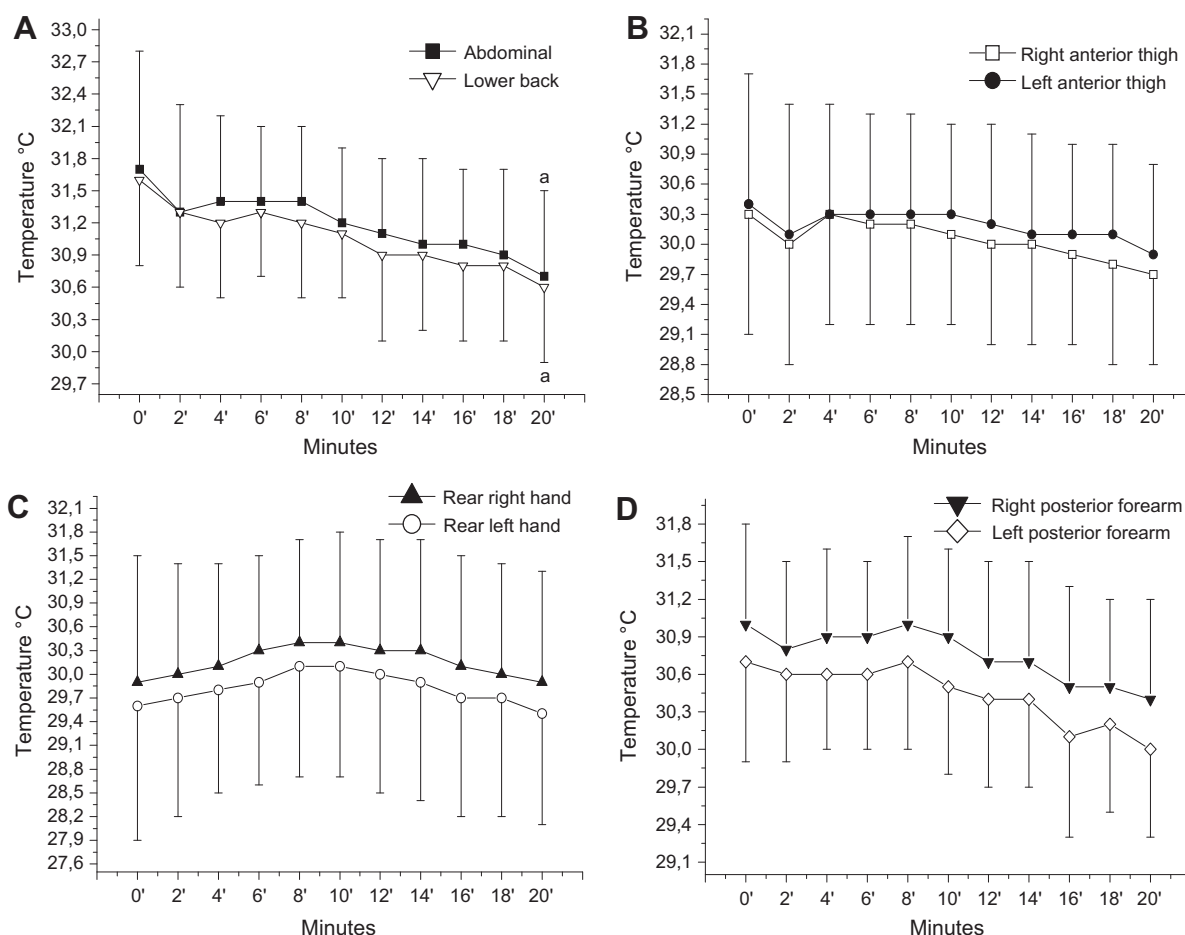 A
Abdominal
Lower back
33,0
32,7
32,4
32,1
31,8
31,5
31,2
30,9
30,6
30,3
30,0
29,7
Temperature °C
a
a
0' 2' 4' 6' 8' 10' 12' 14' 16' 18' 20'
Minutes
B
Right anterior thigh
Left anterior thigh
32,1
31,8
31,5
31,2
30,9
30,6
30,3
30,0
29,7
29,4
29,1
28,8
28,5
Temperature °C
0' 2' 4' 6' 8' 10' 12' 14' 16' 18' 20'
Minutes
C
Rear right hand
Rear left hand
32,1
31,8
31,5
31,2
30,9
30,6
30,3
30,0
29,7
29,4
29,1
28,8
28,5
28,2
27,9
27,6
Temperature °C
0' 2' 4' 6' 8' 10' 12' 14' 16' 18' 20'
Minutes
D
Right posterior forearm
Left posterior forearm
31,8
31,5
31,2
30,9
30,6
30,3
30,0
29,7
29,4
29,1
Temperature °C
0' 2' 4' 6' 8' 10' 12' 14' 16' 18' 20'
Minutes